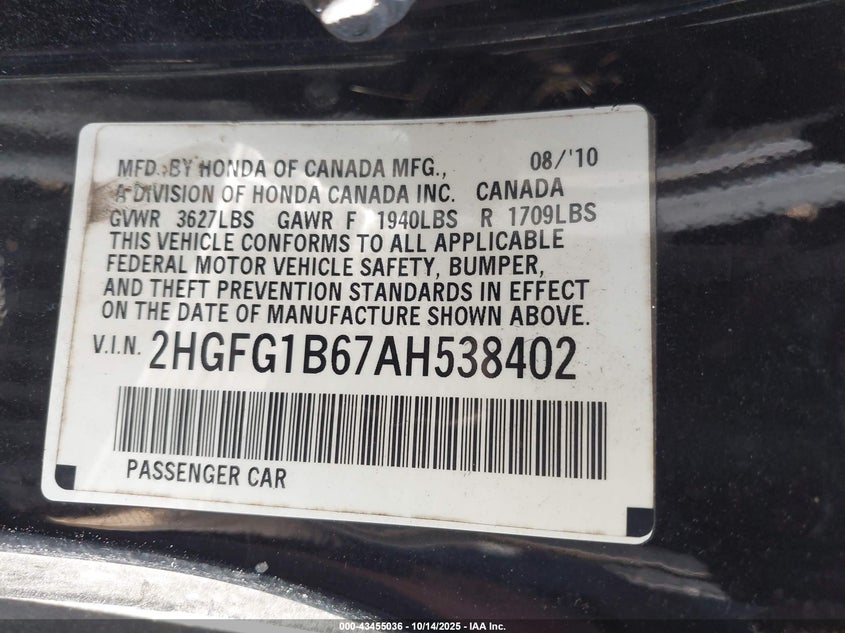 MFD. BY HONDA OF CANADA MFG., 08/'10
A DIVISION OF HONDA CANADA INC. CANADA
GVWR 3627LBS GAWR F 1940LBS R 1709LBS
THIS VEHICLE CONFORMS TO ALL APPLICABLE
FEDERAL MOTOR VEHICLE SAFETY, BUMPER,
AND THEFT PREVENTION STANDARDS IN EFFECT
ON THE DATE OF MANUFACTURE SHOWN ABOVE.
V.I.N. 2HGFG1B67AH538402
PASSENGER CAR
000-43455036 | 10/14/2025 - IAA Inc.